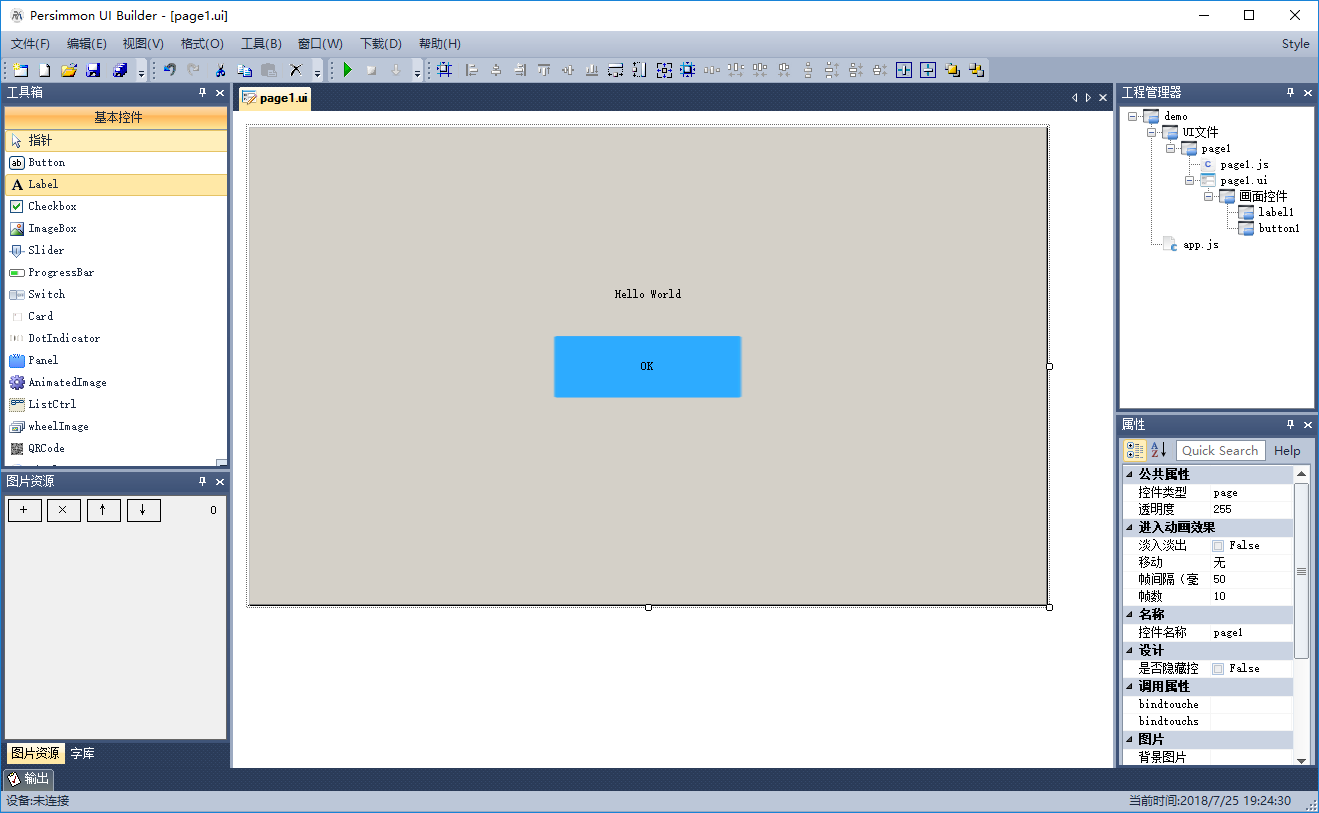 Persimmon UI Builder - [page1.ui]
文件(F) 编辑(E) 视图(V) 格式(O) 工具(B) 窗口(W) 下载(D) 帮助(H) Style
工具箱
基本控件
指针
Button
Label
Checkbox
ImageBox
Slider
ProgressBar
Switch
Card
DotIndicator
Panel
AnimatedImage
ListCtrl
wheelImage
QRCode
图片资源
0
图片资源 字库
输出
page1.ui
Hello World
OK
工程管理器
demo
UI文件
page1
page1.js
page1.ui
画面控件
label1
button1
app.js
属性
Quick Search Help
公共属性
控件类型 page
透明度 255
进入动画效果
淡入淡出 False
移动 无
帧间隔（毫 50
帧数 10
名称
控件名称 page1
设计
是否隐藏控 False
调用属性
bindtouche
bindtouchs
图片
背景图片
设备:未连接 当前时间:2018/7/25 19:24:30